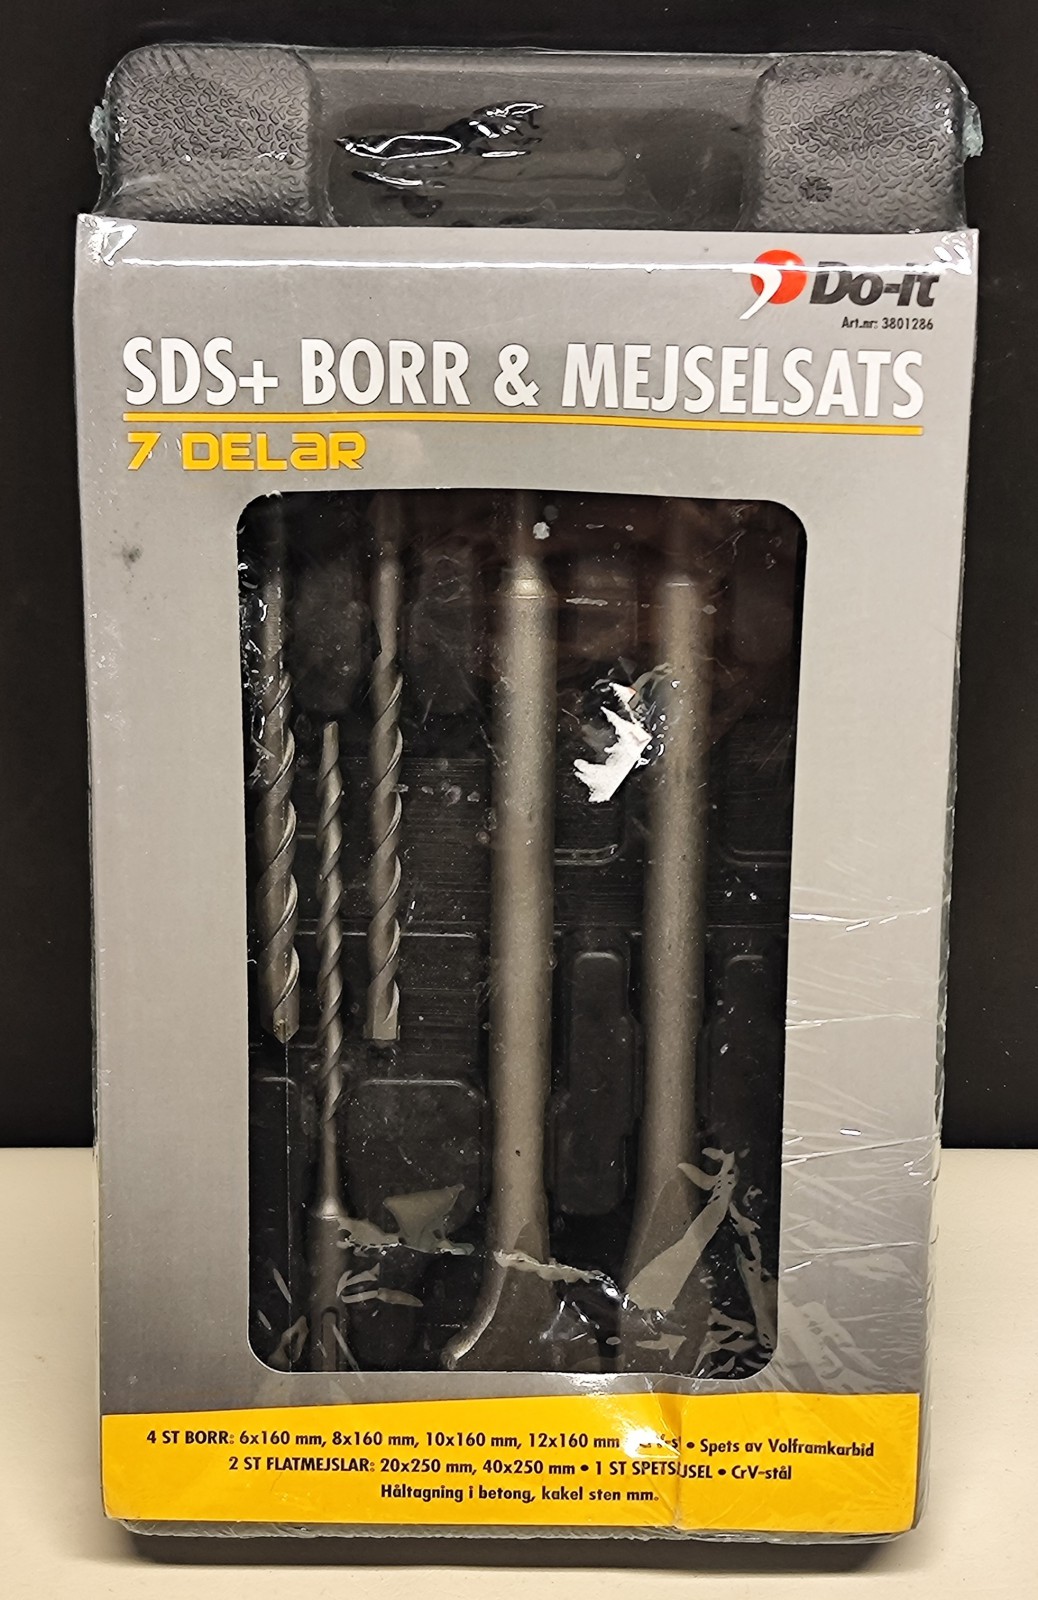 Do-it
Art.nr: 3801286
SDS+ BORR & MEJSELSATS
7 DELAR
4 ST BORR: 6x160 mm, 8x160 mm, 10x160 mm, 12x160 mm • Spets av Volframkarbid
2 ST FLATMEJSLAR: 20x250 mm, 40x250 mm • 1 ST • CrV-stål
Håltagning i betong, kakel sten mm.